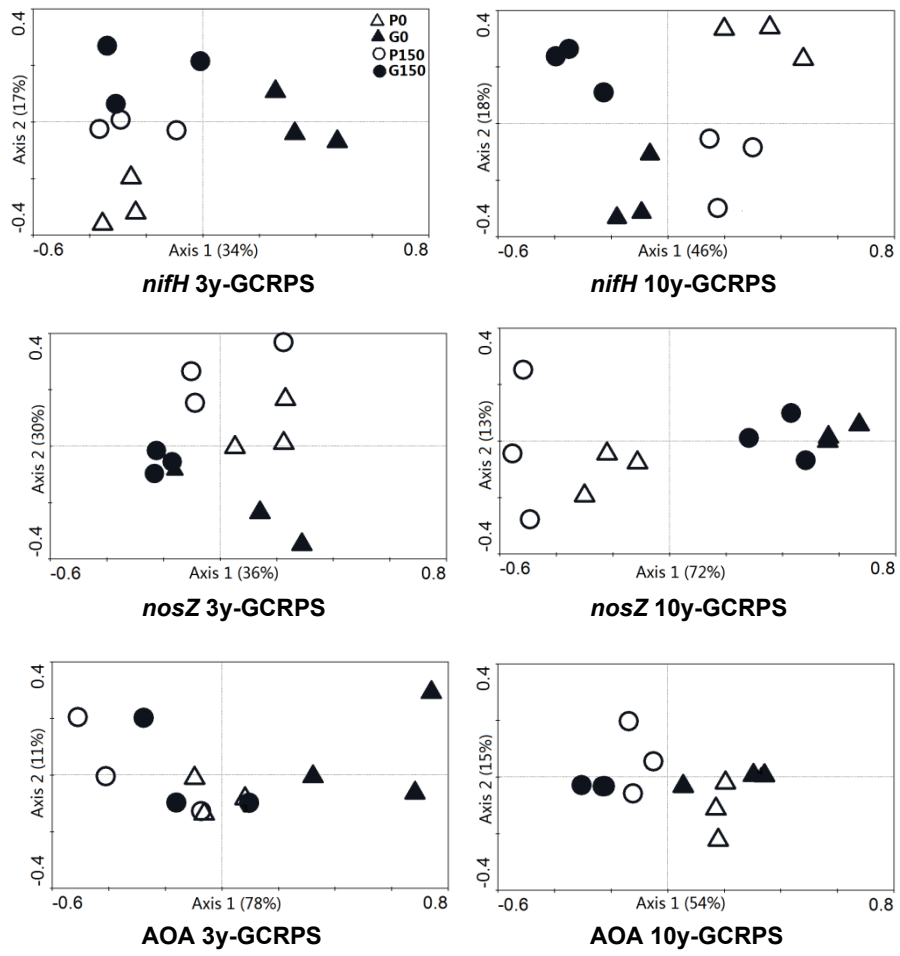 0.4
P0
G0
P150
G150
Axis 2 (17%)
-0.4
-0.6
Axis 1 (34%)
0.8
nifH 3y-GCRPS
0.4
Axis 2 (18%)
-0.4
-0.6
Axis 1 (46%)
0.8
nifH 10y-GCRPS
0.4
Axis 2 (30%)
-0.4
-0.6
Axis 1 (36%)
0.8
nosZ 3y-GCRPS
0.4
Axis 2 (13%)
-0.4
-0.6
Axis 1 (72%)
0.8
nosZ 10y-GCRPS
0.4
Axis 2 (11%)
-0.4
-0.6
Axis 1 (78%)
0.8
AOA 3y-GCRPS
0.4
Axis 2 (15%)
-0.4
-0.6
Axis 1 (54%)
0.8
AOA 10y-GCRPS